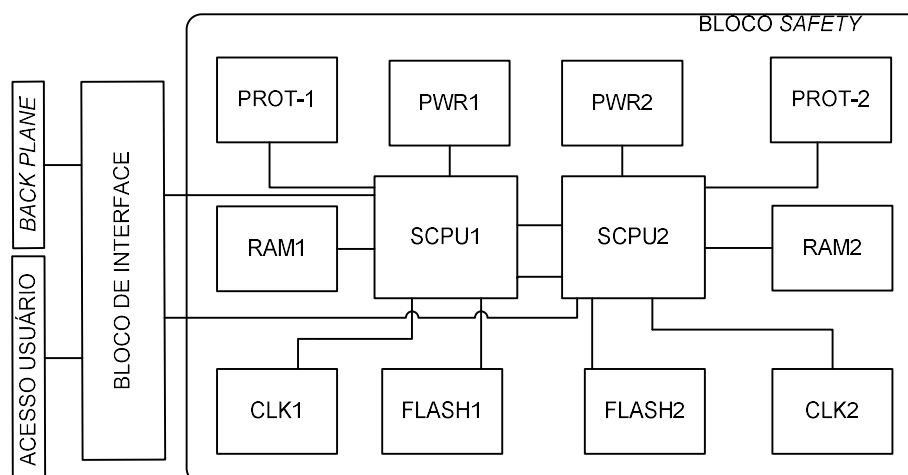 BLOCO SAFETY
PROT-1
PWR1
PWR2
PROT-2
BACK PLANE
BLOCO DE INTERFACE
SCPU1
SCPU2
RAM1
RAM2
ACESSO USUÁRIO
CLK1
FLASH1
FLASH2
CLK2